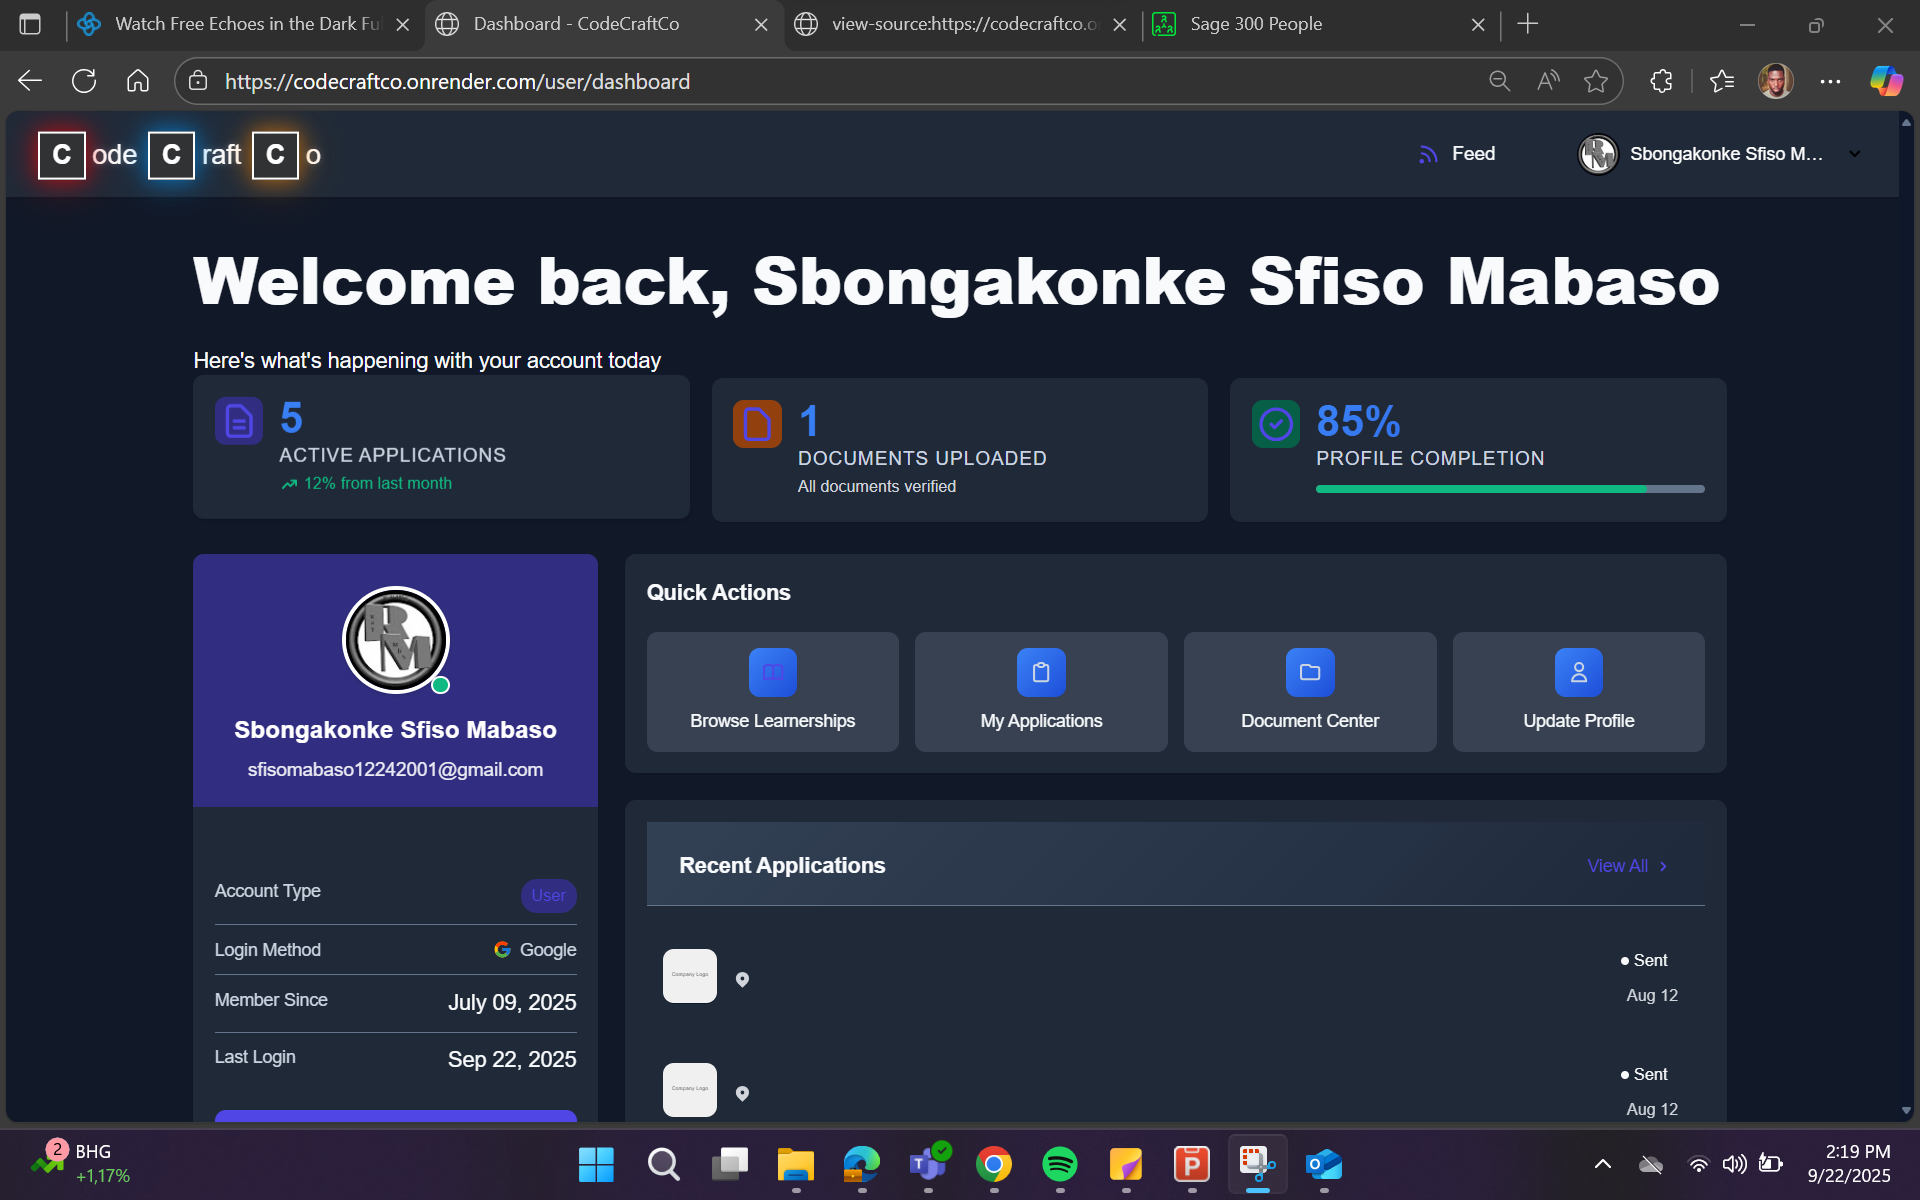 Watch Free Echoes in the Dark Fu
Dashboard - CodeCraftCo
view-source:https://codecraftco.o
Sage 300 People
https://codecraftco.onrender.com/user/dashboard
Code Craft Co
Feed
Sbongakonke Sfiso M...
Welcome back, Sbongakonke Sfiso Mabaso
Here's what's happening with your account today
5
ACTIVE APPLICATIONS
12% from last month
1
DOCUMENTS UPLOADED
All documents verified
85%
PROFILE COMPLETION
RM
Sbongakonke Sfiso Mabaso
sfisomabaso12242001@gmail.com
Account Type
User
Login Method
Google
Member Since
July 09, 2025
Last Login
Sep 22, 2025
Quick Actions
Browse Learnerships
My Applications
Document Center
Update Profile
Recent Applications
View All
Company Logo
Sent
Aug 12
Company Logo
Sent
Aug 12
2
BHG
+1,17%
2:19 PM
9/22/2025